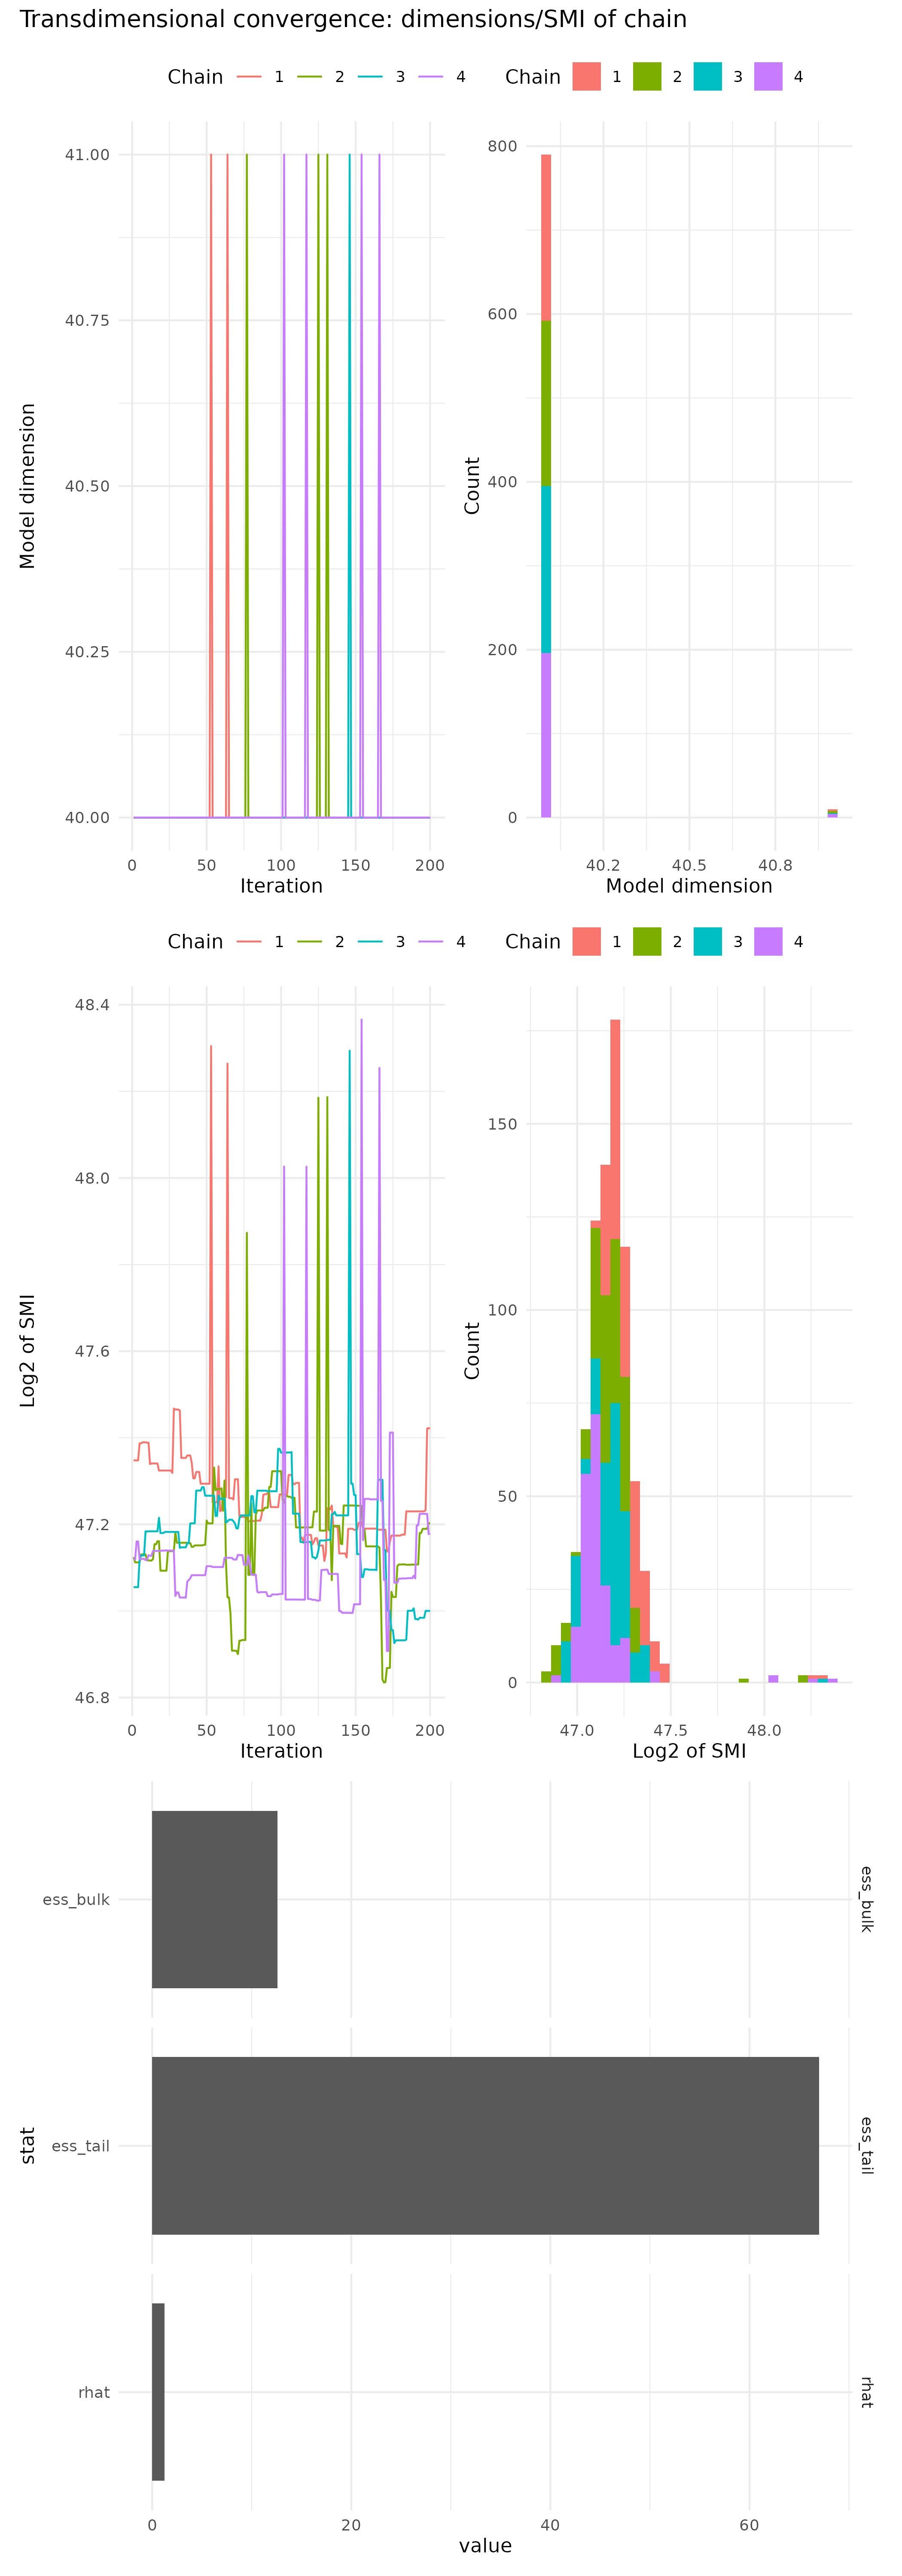 Transdimensional convergence: dimensions/SMI of chain
Chain 1 2 3 4
Chain 1 2 3 4
Model dimension
41.00
40.75
40.50
40.25
40.00
0 50 100 150 200
Iteration
Count
800
600
400
200
0
40.2 40.5 40.8
Model dimension
Chain 1 2 3 4
Chain 1 2 3 4
Log2 of SMI
48.4
48.0
47.6
47.2
46.8
0 50 100 150 200
Iteration
Count
150
100
50
0
47.0 47.5 48.0
Log2 of SMI
stat
ess_bulk
ess_bulk
ess_tail
ess_tail
rhat
rhat
0 20 40 60
value